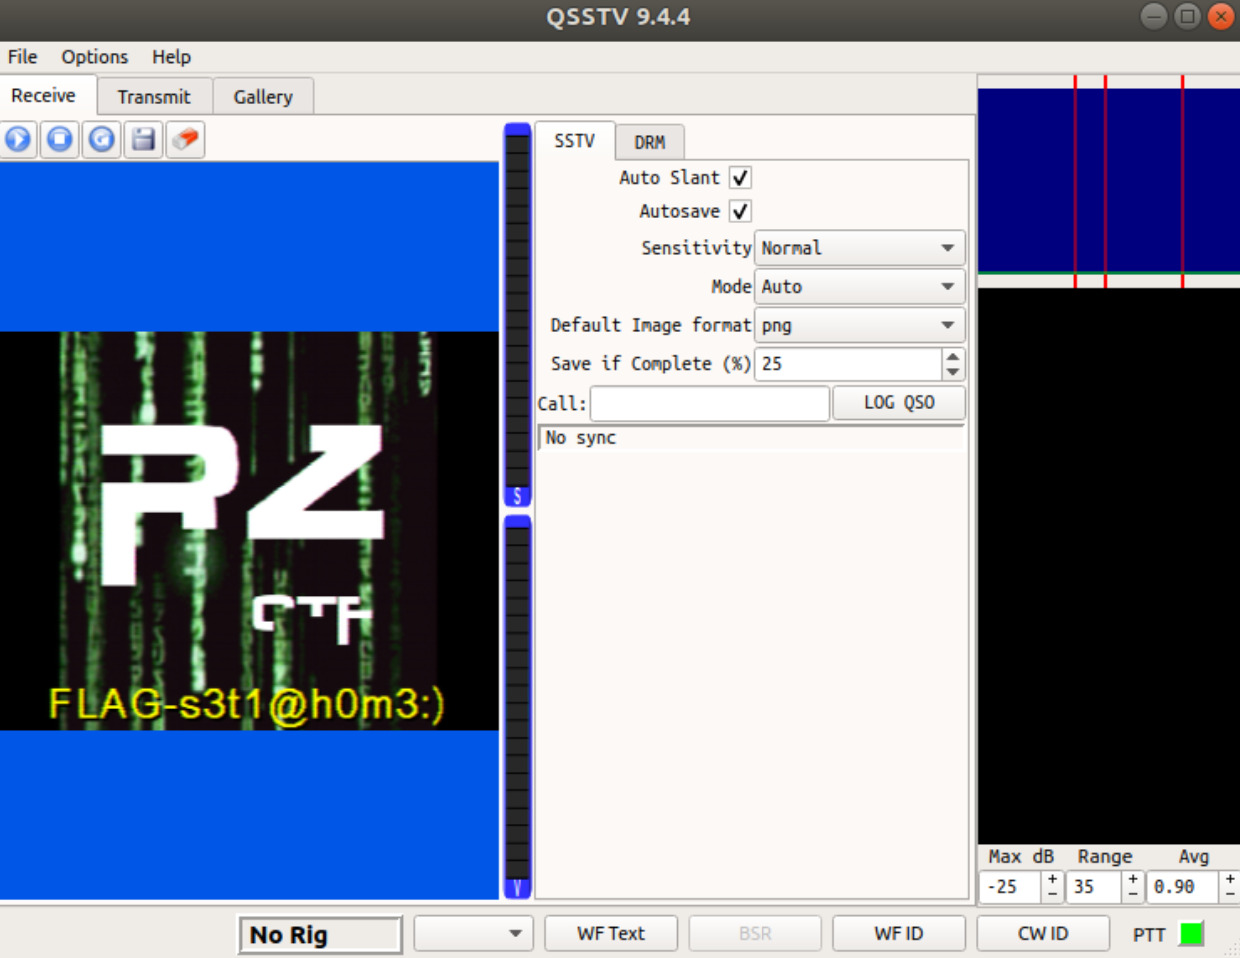 QSSTV 9.4.4
File Options Help
Receive Transmit Gallery
SSTV DRM
Auto Slant
Autosave
Sensitivity Normal
Mode Auto
Default Image format png
Save if Complete (%) 25
Call: LOG QSO
No sync
S
V
RZ
CTF
FLAG-s3t1@h0m3:)
Max dB Range Avg
-25 35 0.90
No Rig WF Text BSR WF ID CW ID PTT